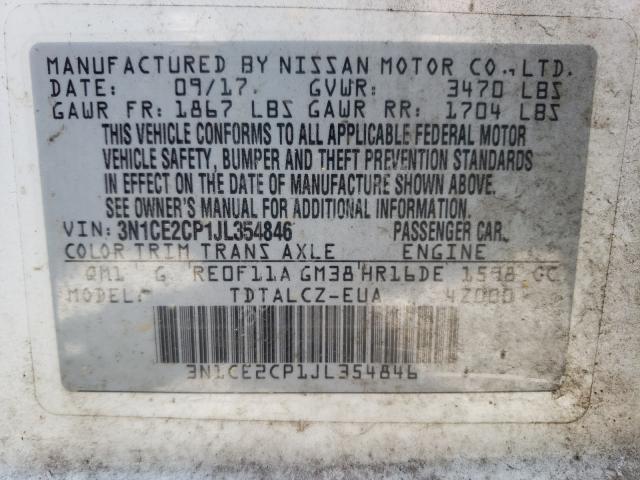 MANUFACTURED BY NISSAN MOTOR CO.,LTD.
DATE: 09/17. GVWR: 3470 LBS
GAWR FR: 1867 LBS GAWR RR: 1704 LBS
THIS VEHICLE CONFORMS TO ALL APPLICABLE FEDERAL MOTOR
VEHICLE SAFETY, BUMPER AND THEFT PREVENTION STANDARDS
IN EFFECT ON THE DATE OF MANUFACTURE SHOWN ABOVE.
SEE OWNER'S MANUAL FOR ADDITIONAL INFORMATION.
VIN: 3N1CE2CP1JL354846 PASSENGER CAR.
COLOR TRIM TRANS AXLE ENGINE
QM1 G RE0F11A GM38 HR16DE 1598 CC
MODEL TDTALCZ-EUA 42000
3N1CE2CP1JL354846